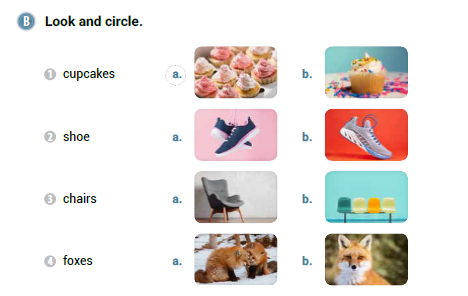 B Look and circle.
1 cupcakes a. b.
2 shoe a. b.
3 chairs a. b.
4 foxes a. b.